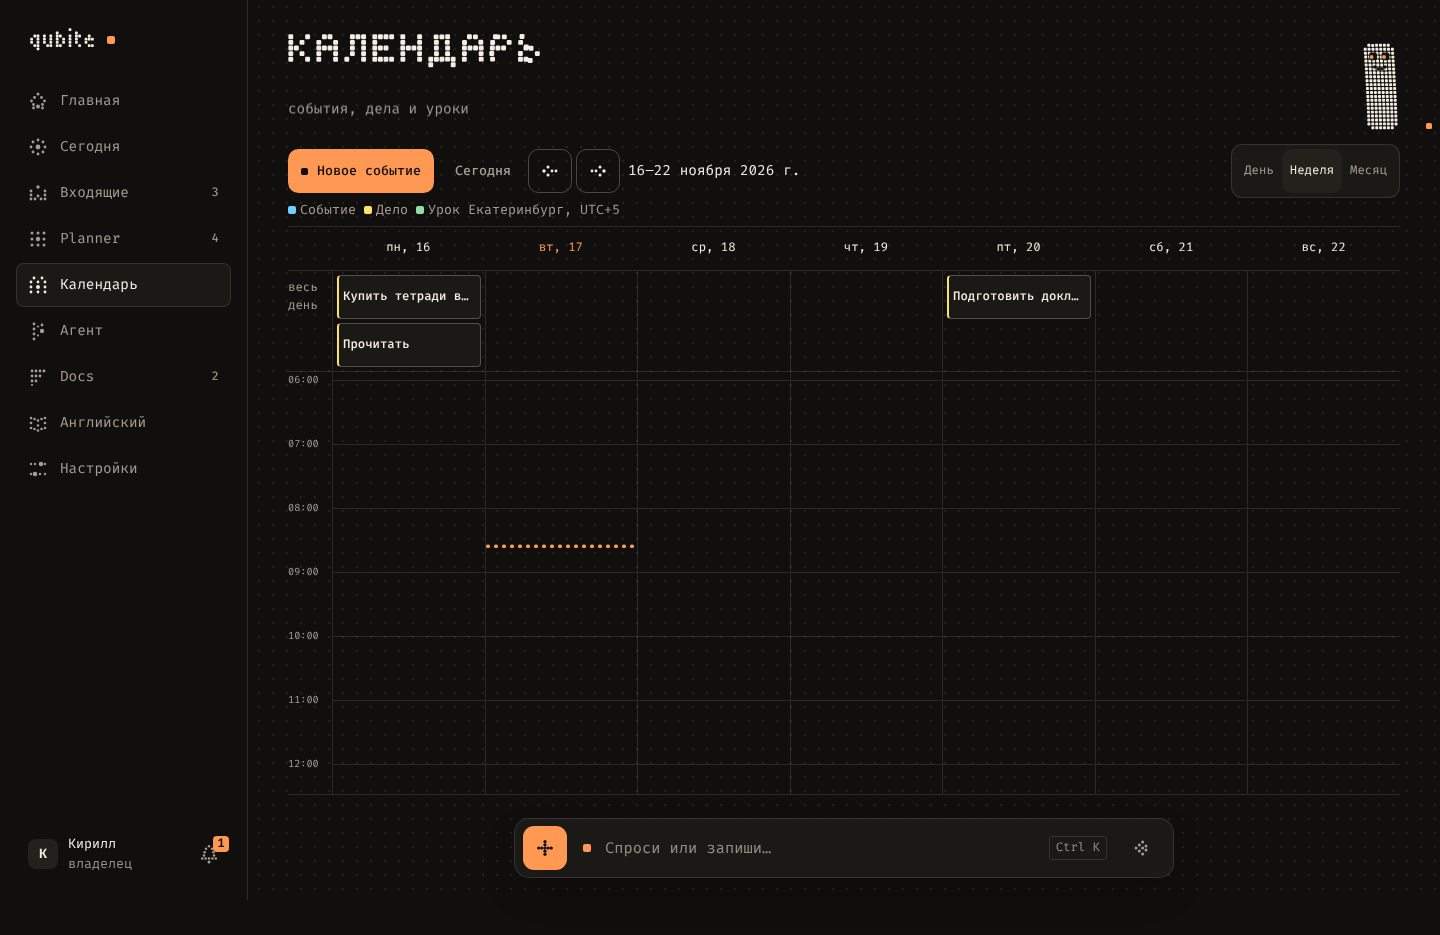 qubite
Главная
Сегодня
Входящие 3
Planner 4
Календарь
Агент
Docs 2
Английский
Настройки
Кирилл
владелец
1
К
КАЛЕНДАРЬ
события, дела и уроки
Новое событие Сегодня 16–22 ноября 2026 г. День Неделя Месяц
Событие Дело Урок Екатеринбург, UTC+5
пн, 16 вт, 17 ср, 18 чт, 19 пт, 20 сб, 21 вс, 22
весь
день
Купить тетради в… Подготовить докл…
Прочитать
06:00
07:00
08:00
09:00
10:00
11:00
12:00
Спроси или запиши… Ctrl K